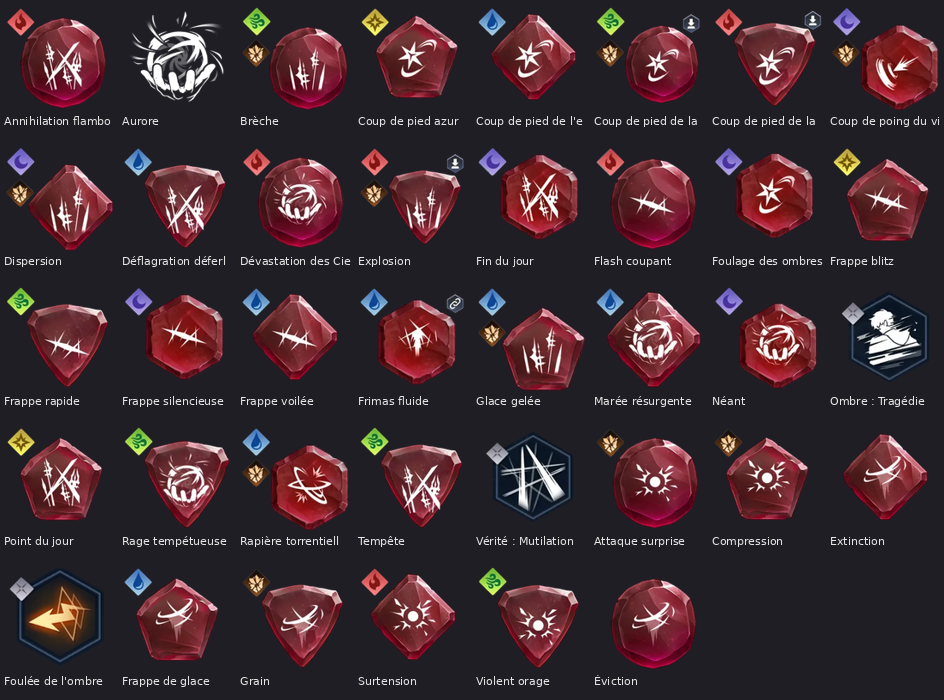 Annihilation flambo
Aurore
Brèche
Coup de pied azur
Coup de pied de l'e
Coup de pied de la
Coup de pied de la
Coup de poing du vi
Dispersion
Déflagration déferl
Dévastation des Cie
Explosion
Fin du jour
Flash coupant
Foulage des ombres
Frappe blitz
Frappe rapide
Frappe silencieuse
Frappe voilée
Frimas fluide
Glace gelée
Marée résurgente
Néant
Ombre : Tragédie
Point du jour
Rage tempétueuse
Rapière torrentiell
Tempête
Vérité : Mutilation
Attaque surprise
Compression
Extinction
Foulée de l'ombre
Frappe de glace
Grain
Surtension
Violent orage
Éviction